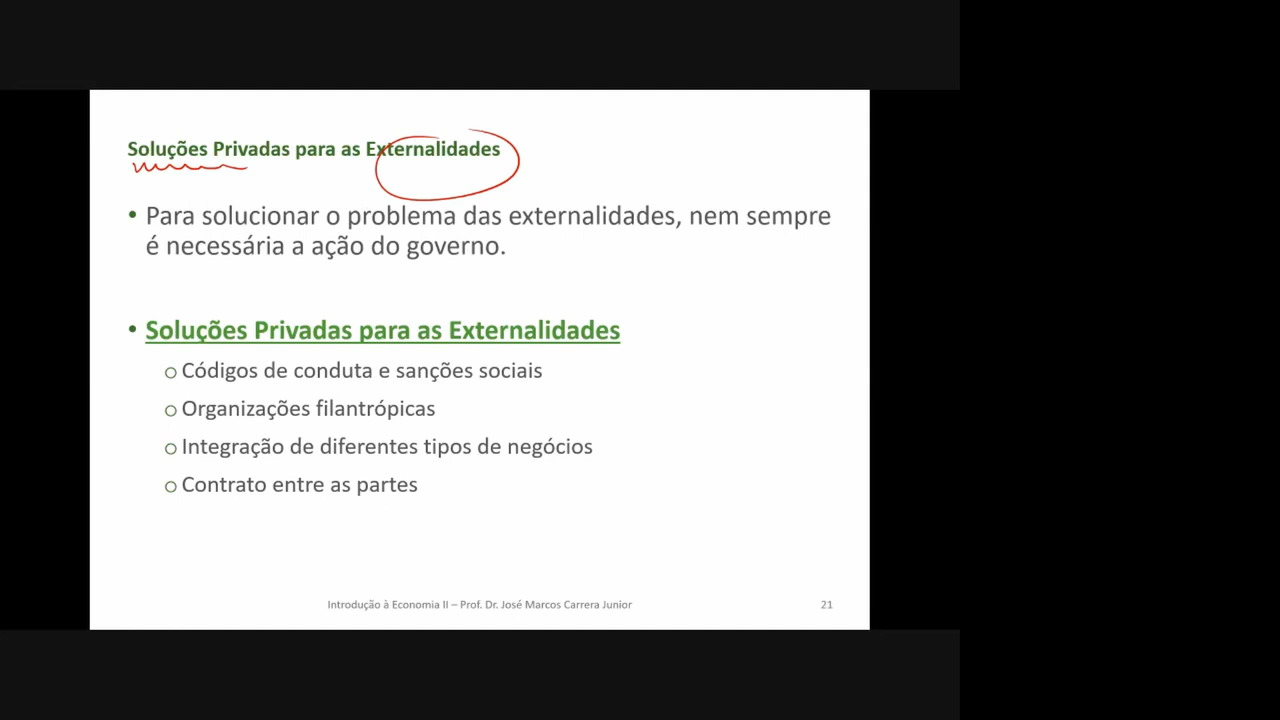 Soluções Privadas para as Externalidades
• Para solucionar o problema das externalidades, nem sempre
é necessária a ação do governo.
• Soluções Privadas para as Externalidades
o Códigos de conduta e sanções sociais
o Organizações filantrópicas
o Integração de diferentes tipos de negócios
o Contrato entre as partes
Introdução à Economia II – Prof. Dr. José Marcos Carrera Junior
21